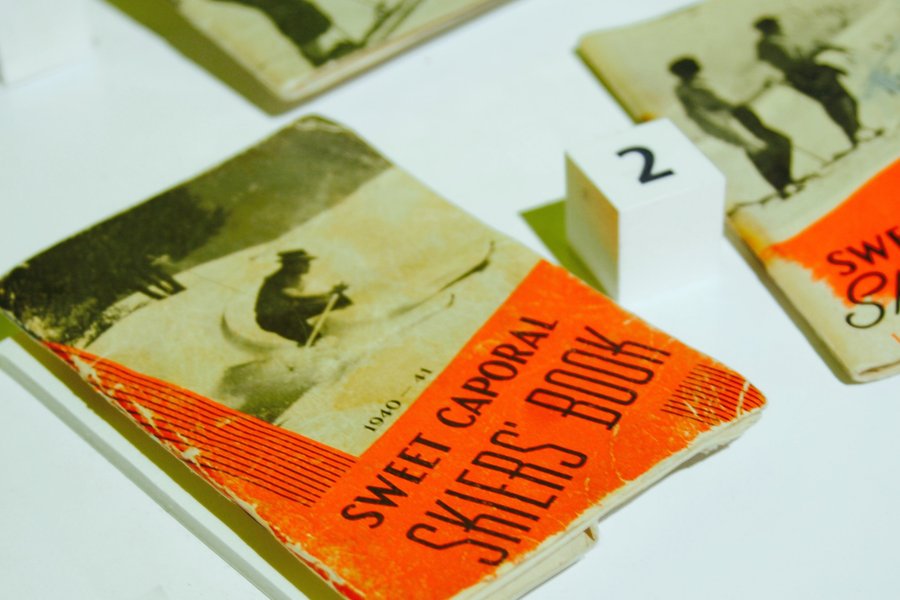 1940 - 41
SWEET CAPORAL
SKIERS' BOOK
2